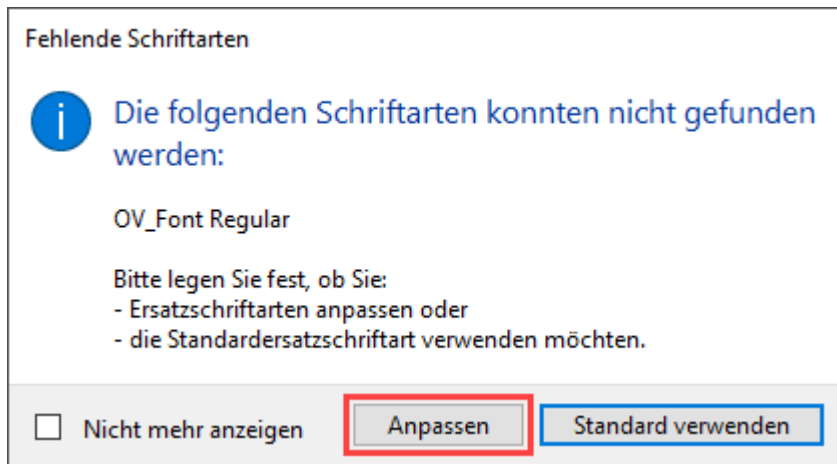 Fehlende Schriftarten
Die folgenden Schriftarten konnten nicht gefunden
werden:
OV_Font Regular
Bitte legen Sie fest, ob Sie:
- Ersatzschriftarten anpassen oder
- die Standardersatzschriftart verwenden möchten.
Nicht mehr anzeigen
Anpassen
Standard verwenden